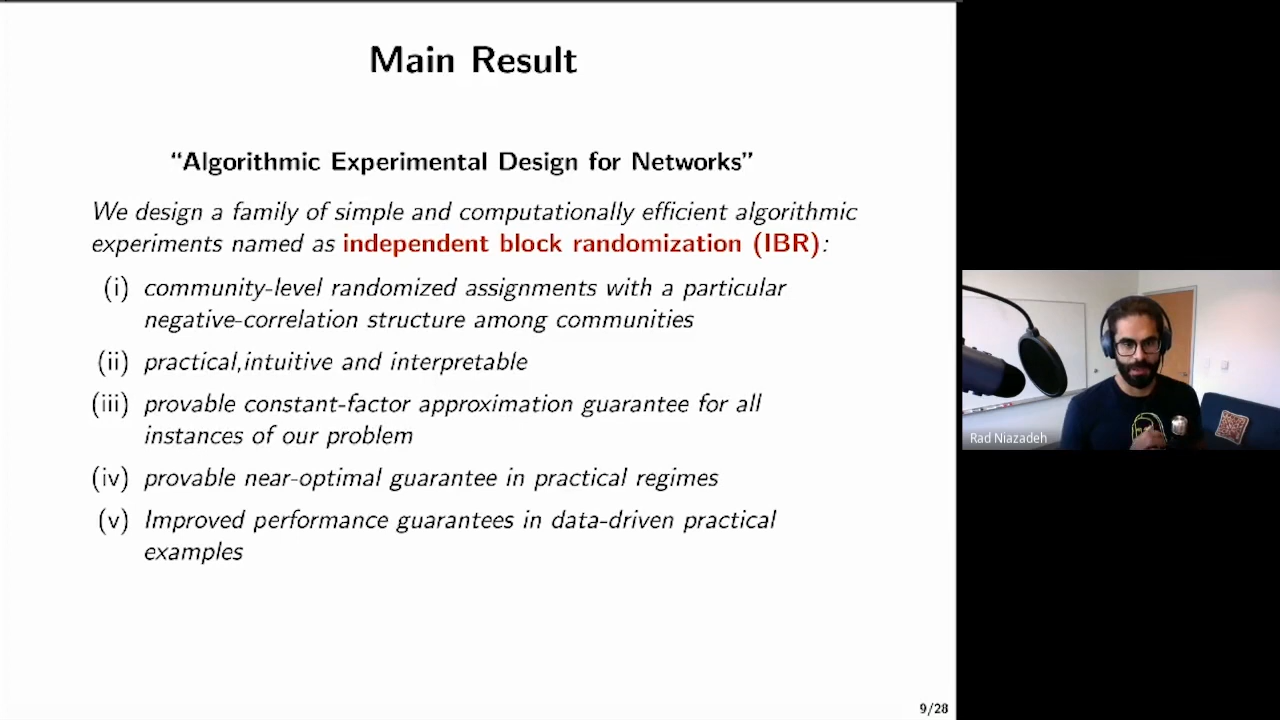 Main Result
“Algorithmic Experimental Design for Networks”
We design a family of simple and computationally efficient algorithmic
experiments named as independent block randomization (IBR):
(i) community-level randomized assignments with a particular
negative-correlation structure among communities
(ii) practical,intuitive and interpretable
(iii) provable constant-factor approximation guarantee for all
instances of our problem
(iv) provable near-optimal guarantee in practical regimes
(v) Improved performance guarantees in data-driven practical
examples
9/28
Rad Niazadeh